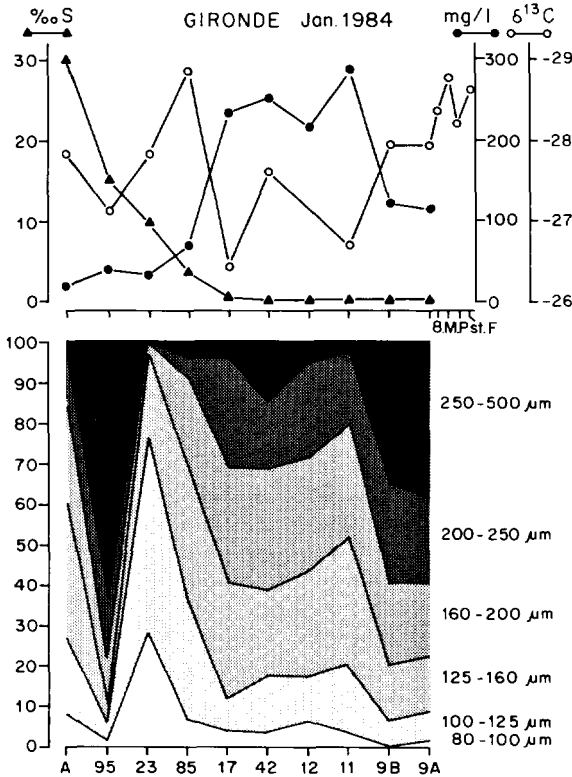 ‰ S GIRONDE Jan. 1984 mg/l δ13C
30 300 -29
20 200 -28
10 100 -27
0 0 -26
B.M.P.st.F
100
90
80
70
60
50
40
30
20
10
0
250-500 µm
200-250 µm
160-200 µm
125-160 µm
100-125 µm
80-100 µm
A 95 23 85 17 42 12 11 9B 9A